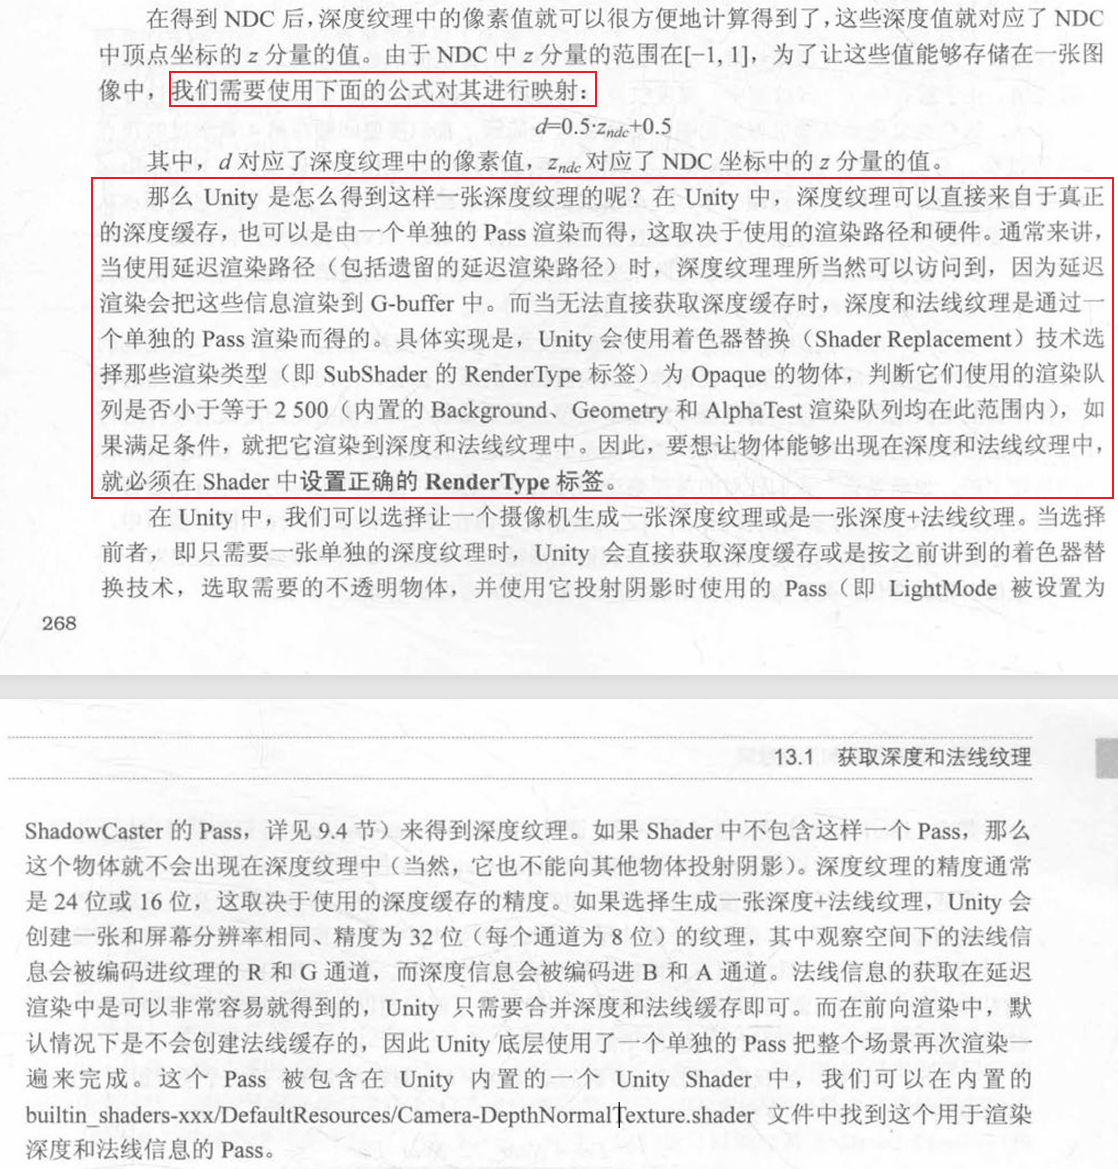 在得到 NDC 后，深度纹理中的像素值就可以很方便地计算得到了，这些深度值就对应了 NDC
中顶点坐标的 z 分量的值。由于 NDC 中 z 分量的范围在[−1, 1]，为了让这些值能够存储在一张图
像中，我们需要使用下面的公式对其进行映射：
d=0.5·zndc+0.5
其中，d 对应了深度纹理中的像素值，zndc 对应了 NDC 坐标中的 z 分量的值。
那么 Unity 是怎么得到这样一张深度纹理的呢？在 Unity 中，深度纹理可以直接来自于真正
的深度缓存，也可以是由一个单独的 Pass 渲染而得，这取决于使用的渲染路径和硬件。通常来讲，
当使用延迟渲染路径（包括遗留的延迟渲染路径）时，深度纹理理所当然可以访问到，因为延迟
渲染会把这些信息渲染到 G-buffer 中。而当无法直接获取深度缓存时，深度和法线纹理是通过一
个单独的 Pass 渲染而得的。具体实现是，Unity 会使用着色器替换（Shader Replacement）技术选
择那些渲染类型（即 SubShader 的 RenderType 标签）为 Opaque 的物体，判断它们使用的渲染队
列是否小于等于 2 500（内置的 Background、Geometry 和 AlphaTest 渲染队列均在此范围内），如
果满足条件，就把它渲染到深度和法线纹理中。因此，要想让物体能够出现在深度和法线纹理中，
就必须在 Shader 中设置正确的 RenderType 标签。
在 Unity 中，我们可以选择让一个摄像机生成一张深度纹理或是一张深度+法线纹理。当选择
前者，即只需要一张单独的深度纹理时，Unity 会直接获取深度缓存或是按之前讲到的着色器替
换技术，选取需要的不透明物体，并使用它投射阴影时使用的 Pass（即 LightMode 被设置为
268
13.1 获取深度和法线纹理
ShadowCaster 的 Pass，详见 9.4 节）来得到深度纹理。如果 Shader 中不包含这样一个 Pass，那么
这个物体就不会出现在深度纹理中（当然，它也不能向其他物体投射阴影）。深度纹理的精度通常
是 24 位或 16 位，这取决于使用的深度缓存的精度。如果选择生成一张深度+法线纹理，Unity 会
创建一张和屏幕分辨率相同、精度为 32 位（每个通道为 8 位）的纹理，其中观察空间下的法线信
息会被编码进纹理的 R 和 G 通道，而深度信息会被编码进 B 和 A 通道。法线信息的获取在延迟
渲染中是可以非常容易就得到的，Unity 只需要合并深度和法线缓存即可。而在前向渲染中，默
认情况下是不会创建法线缓存的，因此 Unity 底层使用了一个单独的 Pass 把整个场景再次渲染一
遍来完成。这个 Pass 被包含在 Unity 内置的一个 Unity Shader 中，我们可以在内置的
builtin_shaders-xxx/DefaultResources/Camera-DepthNormalTexture.shader 文件中找到这个用于渲染
深度和法线信息的 Pass。